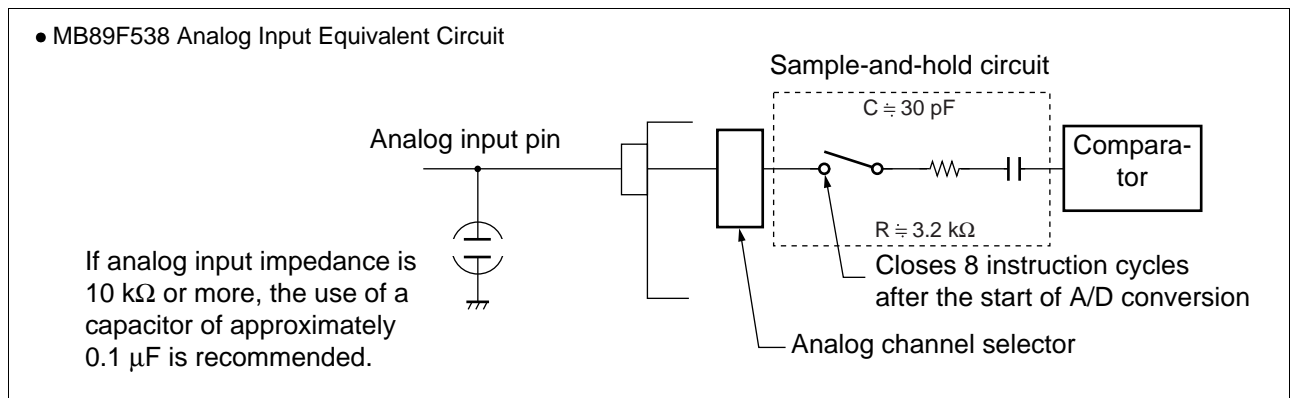 ● MB89F538 Analog Input Equivalent Circuit
Sample-and-hold circuit
C ≒ 30 pF
Analog input pin
Compara-
tor
R ≒ 3.2 kΩ
If analog input impedance is
10 kΩ or more, the use of a
capacitor of approximately
0.1 μF is recommended.
Closes 8 instruction cycles
after the start of A/D conversion
Analog channel selector